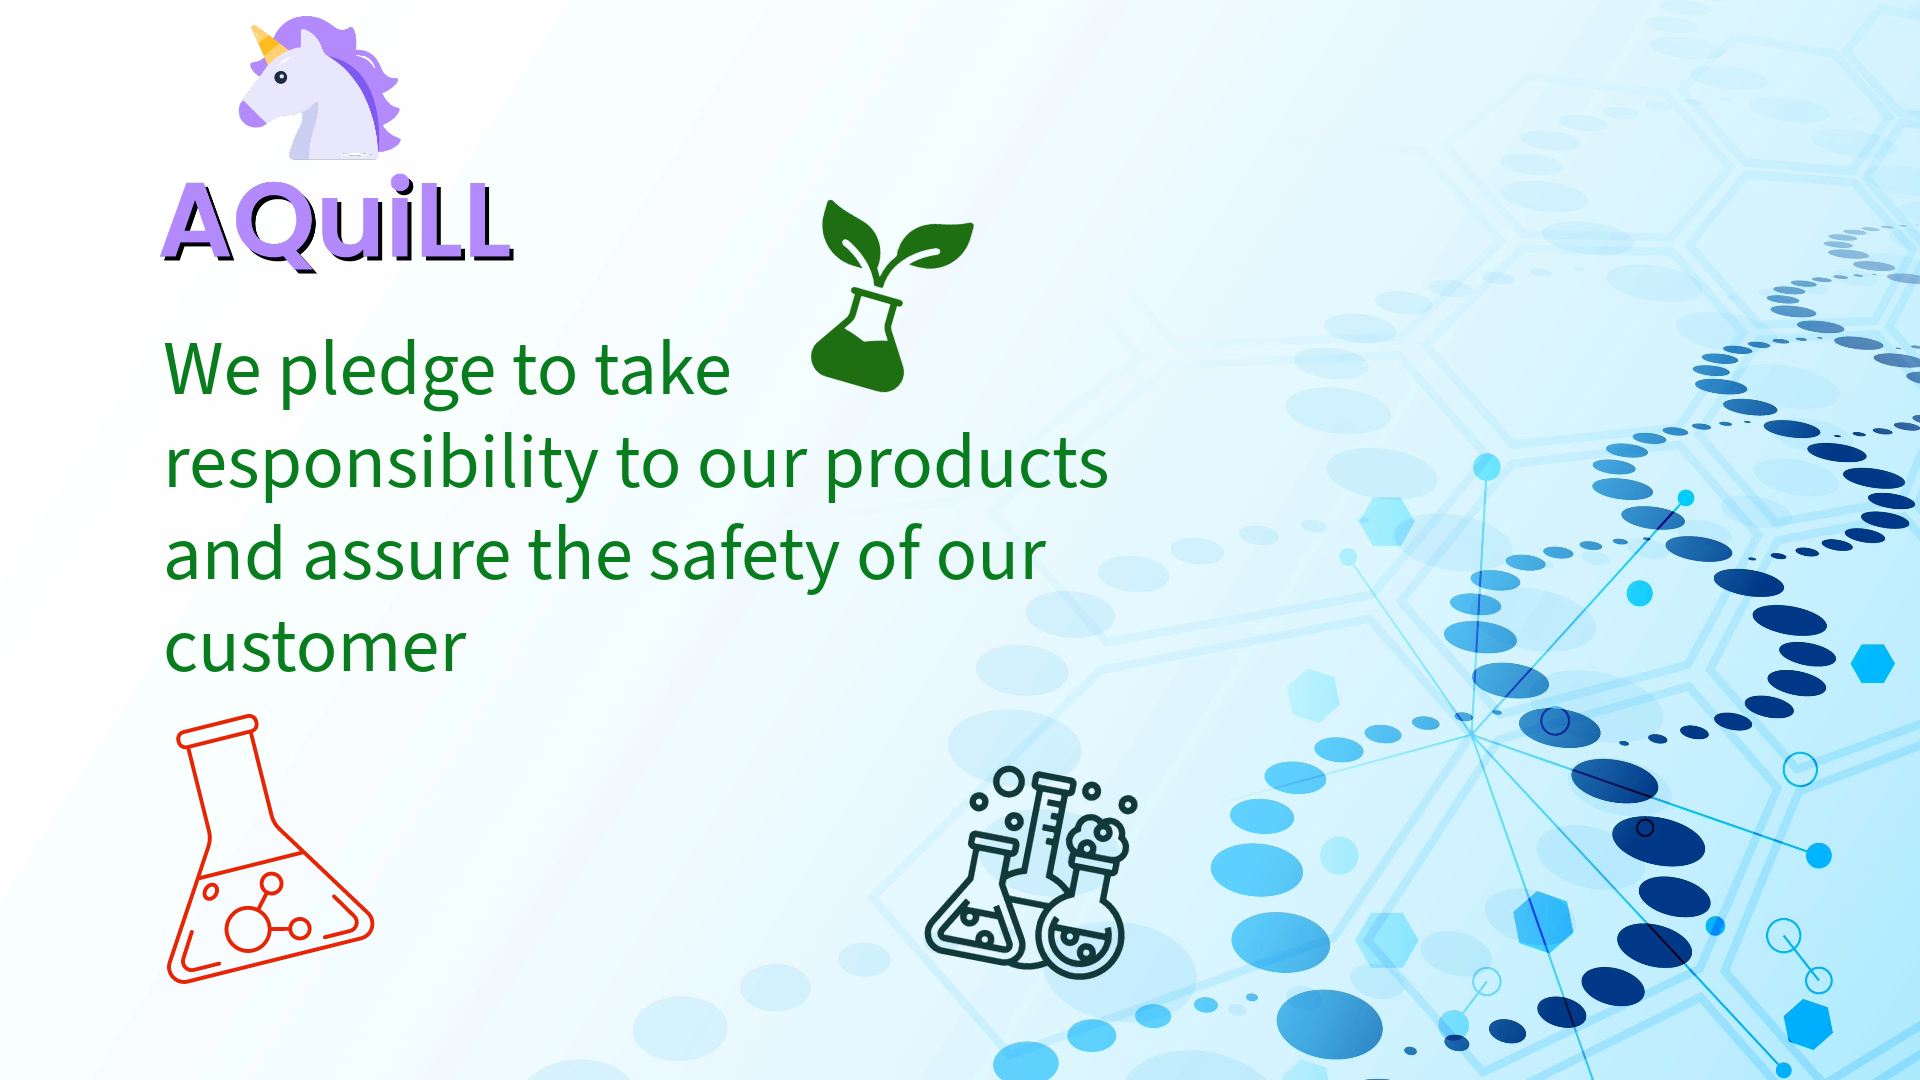 AQuiLL
We pledge to take
responsibility to our products
and assure the safety of our
customer